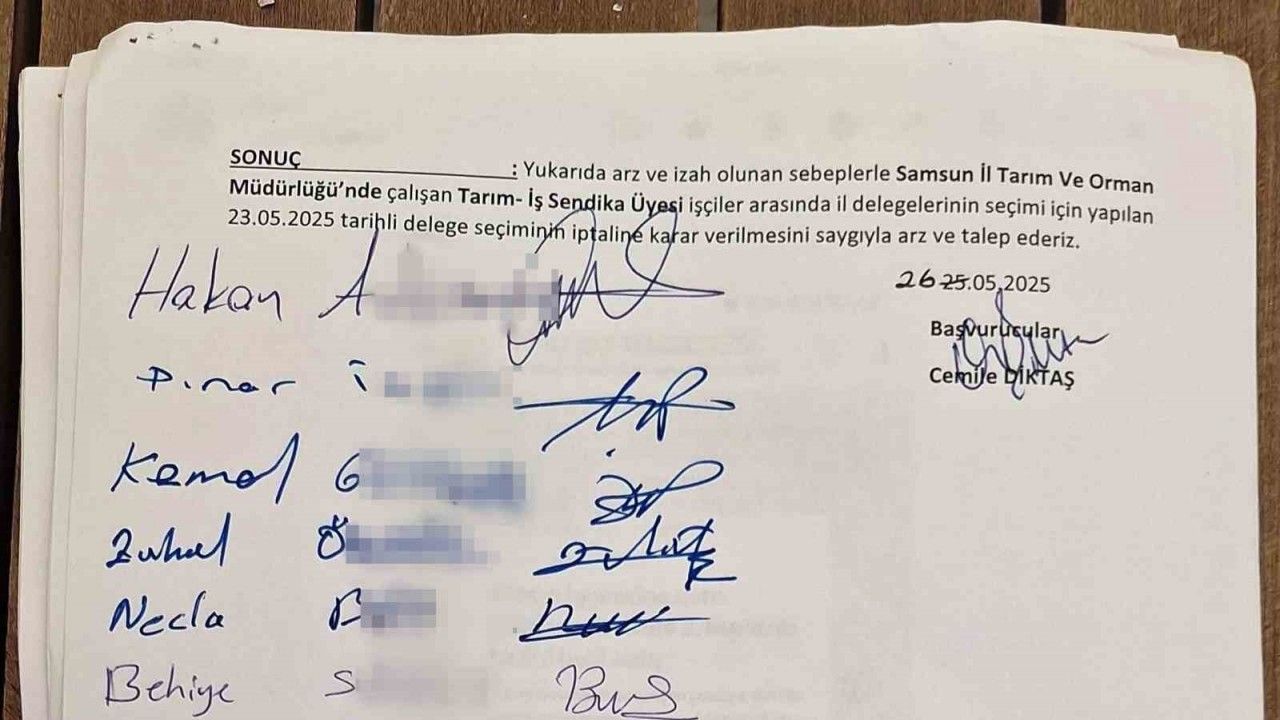 SONUÇ : Yukarıda arz ve izah olunan sebeplerle Samsun İl Tarım Ve Orman
Müdürlüğü’nde çalışan Tarım- İş Sendika Üyesi işçiler arasında il delegelerinin seçimi için yapılan
23.05.2025 tarihli delege seçiminin iptaline karar verilmesini saygıyla arz ve talep ederiz.
26 25.05.2025
Başvurucular
Cemile DİKTAŞ
Hakan A
Pınar İ
Kemal G
Zuhal Ö
Necla
Behiye S